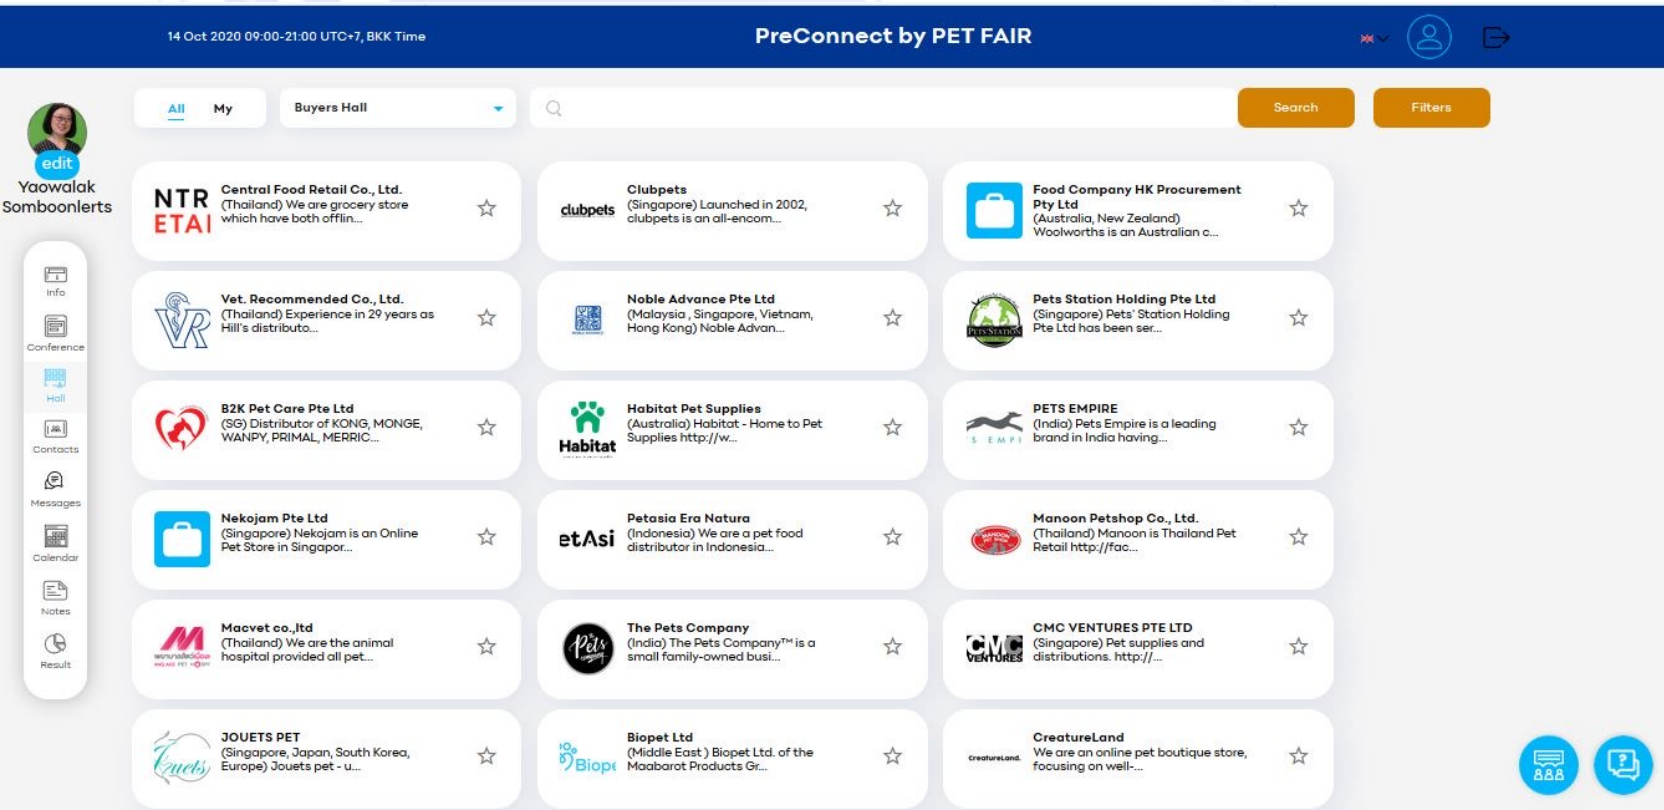 14 Oct 2020 09:00-21:00 UTC+7, BKK Time
PreConnect by PET FAIR
All
My
Buyers Hall
Search
Filters
edit
Yaowalak
Somboonlerts
Info
Conference
Hall
Contacts
Messages
Calendar
Notes
Result
NTR
ETAI
Central Food Retail Co., Ltd.
(Thailand) We are grocery store
which have both offlin...
clubpets
Clubpets
(Singapore) Launched in 2002,
clubpets is an all-encom...
Food Company HK Procurement
Pty Ltd
(Australia, New Zealand)
Woolworths is an Australian c...
VR
Vet. Recommended Co., Ltd.
(Thailand) Experience in 29 years as
Hill's distributo...
NOBLE ADVANCE
Noble Advance Pte Ltd
(Malaysia , Singapore, Vietnam,
Hong Kong) Noble Advan...
PETS' STATION
Pets Station Holding Pte Ltd
(Singapore) Pets' Station Holding
Pte Ltd has been ser...
B2K Pet Care Pte Ltd
(SG) Distributor of KONG, MONGE,
WANPY, PRIMAL, MERRIC...
Habitat
Habitat Pet Supplies
(Australia) Habitat - Home to Pet
Supplies http://w...
'S EMPI
PETS EMPIRE
(India) Pets Empire is a leading
brand in India having...
Nekojam Pte Ltd
(Singapore) Nekojam is an Online
Pet Store in Singapor...
etAsi
Petasia Era Natura
(Indonesia) We are a pet food
distributor in Indonesia...
MANOON
PET SHOP
Manoon Petshop Co., Ltd.
(Thailand) Manoon is Thailand Pet
Retail http://fac...
Macvet co.,ltd
(Thailand) We are the animal
hospital provided all pet...
The
Pets
company
The Pets Company
(India) The Pets Company™ is a
small family-owned busi...
CMC
VENTURES
CMC VENTURES PTE LTD
(Singapore) Pet supplies and
distributions. http://...
JOUETS PET
(Singapore, Japan, South Korea,
Europe) Jouets pet - u...
Biope
Biopet Ltd
(Middle East ) Biopet Ltd. of the
Maabarot Products Gr...
CreatureLand.
CreatureLand
We are an online pet boutique store,
focusing on well-...